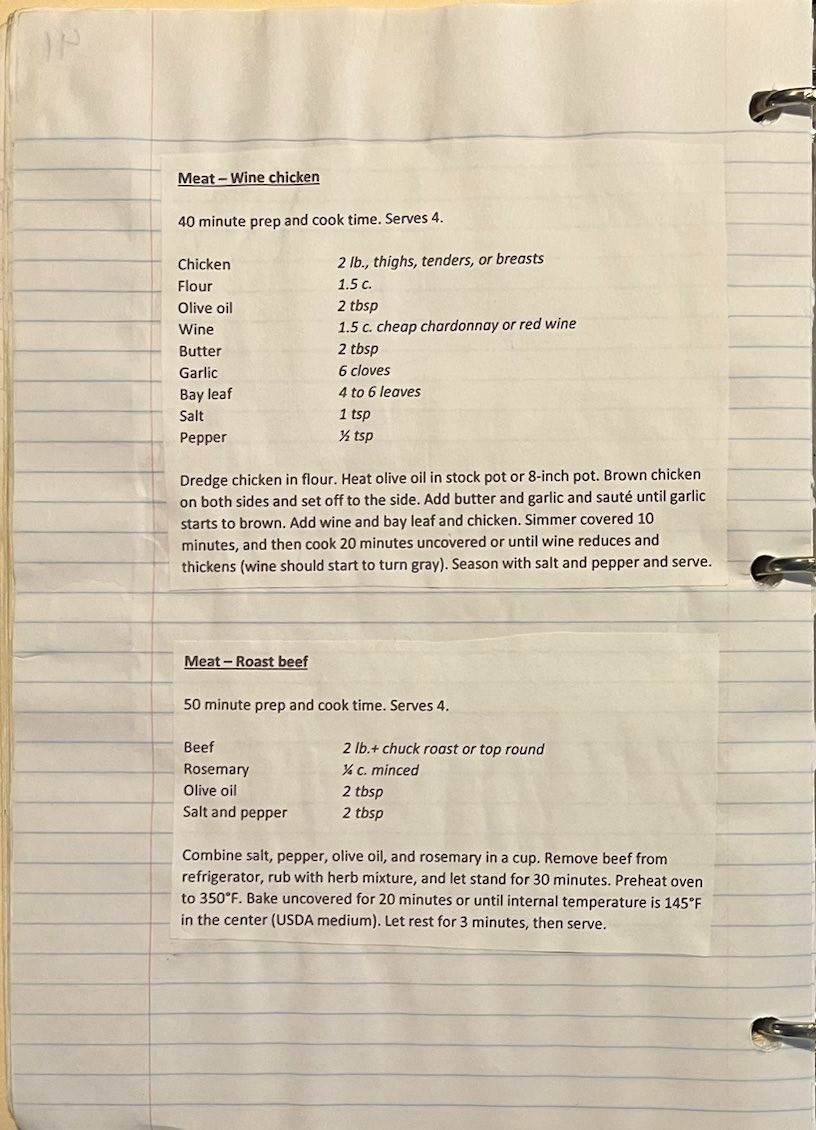 Meat – Wine chicken
40 minute prep and cook time. Serves 4.
Chicken 2 lb., thighs, tenders, or breasts
Flour 1.5 c.
Olive oil 2 tbsp
Wine 1.5 c. cheap chardonnay or red wine
Butter 2 tbsp
Garlic 6 cloves
Bay leaf 4 to 6 leaves
Salt 1 tsp
Pepper ½ tsp
Dredge chicken in flour. Heat olive oil in stock pot or 8-inch pot. Brown chicken
on both sides and set off to the side. Add butter and garlic and sauté until garlic
starts to brown. Add wine and bay leaf and chicken. Simmer covered 10
minutes, and then cook 20 minutes uncovered or until wine reduces and
thickens (wine should start to turn gray). Season with salt and pepper and serve.
Meat – Roast beef
50 minute prep and cook time. Serves 4.
Beef 2 lb.+ chuck roast or top round
Rosemary ¼ c. minced
Olive oil 2 tbsp
Salt and pepper 2 tbsp
Combine salt, pepper, olive oil, and rosemary in a cup. Remove beef from
refrigerator, rub with herb mixture, and let stand for 30 minutes. Preheat oven
to 350°F. Bake uncovered for 20 minutes or until internal temperature is 145°F
in the center (USDA medium). Let rest for 3 minutes, then serve.